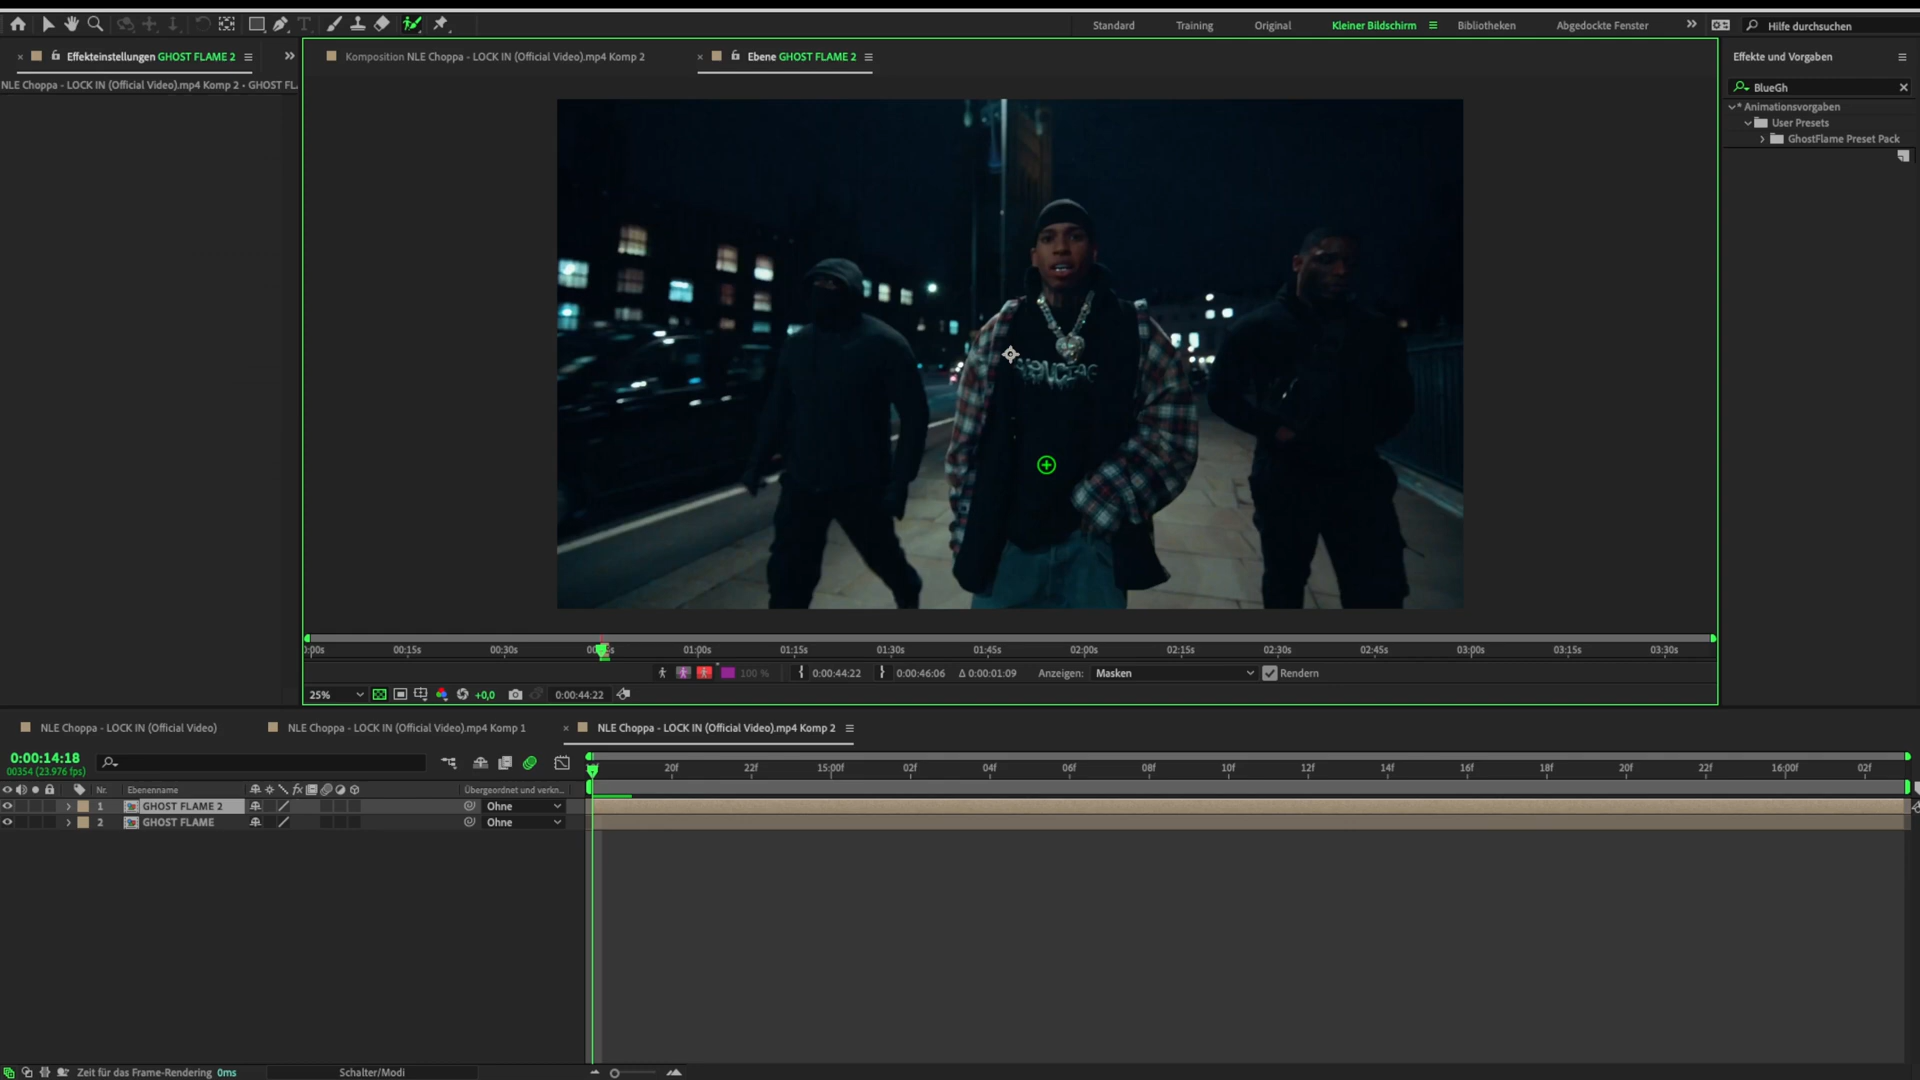 Standard
Training
Original
Kleiner Bildschirm
Bibliotheken
Abgedockte Fenster
Hilfe durchsuchen
Effekteinstellungen GHOST FLAME 2
Komposition NLE Choppa - LOCK IN (Official Video).mp4 Komp 2
Ebene GHOST FLAME 2
Effekte und Vorgaben
NLE Choppa - LOCK IN (Official Video).mp4 Komp 2 • GHOST FL
BlueGh
Animationsvorgaben
User Presets
GhostFlame Preset Pack
00:15s
00:30s
01:00s
01:15s
01:30s
01:45s
02:00s
02:15s
02:30s
02:45s
03:00s
03:15s
03:30s
100 %
0:00:44:22
0:00:46:06
Δ 0:00:01:09
Anzeigen:
Masken
Rendern
25%
+0,0
0:00:44:22
NLE Choppa - LOCK IN (Official Video)
NLE Choppa - LOCK IN (Official Video).mp4 Komp 1
NLE Choppa - LOCK IN (Official Video).mp4 Komp 2
0:00:14:18
00354 (23.976 fps)
20f
22f
15:00f
02f
04f
06f
08f
10f
12f
14f
16f
18f
20f
22f
16:00f
02f
Nr.
Ebenenname
fx
Übergeordnet und verkn...
1
GHOST FLAME 2
Ohne
2
GHOST FLAME
Ohne
Zeit für das Frame-Rendering 0ms
Schalter/Modi